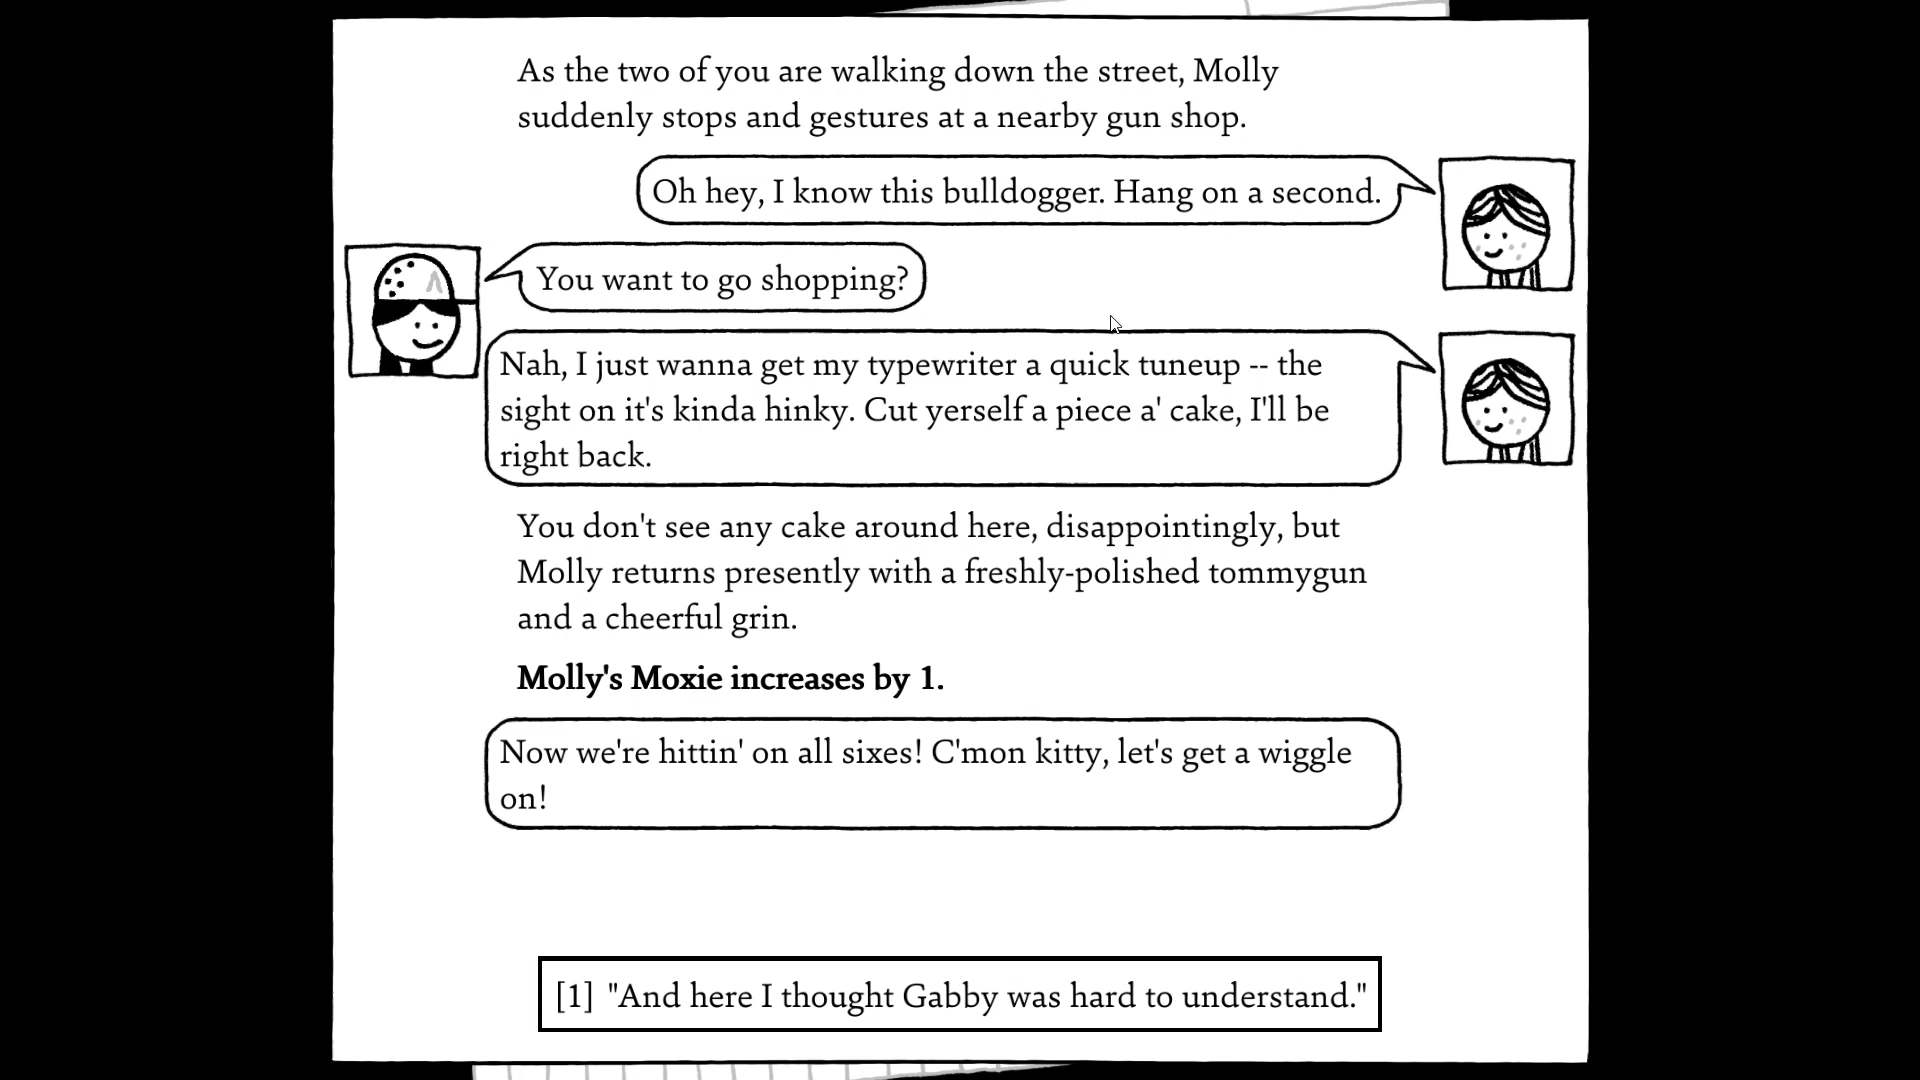 As the two of you are walking down the street, Molly
suddenly stops and gestures at a nearby gun shop.
Oh hey, I know this bulldogger. Hang on a second.
You want to go shopping?
Nah, I just wanna get my typewriter a quick tuneup -- the
sight on it's kinda hinky. Cut yerself a piece a' cake, I'll be
right back.
You don't see any cake around here, disappointingly, but
Molly returns presently with a freshly-polished tommygun
and a cheerful grin.
Molly's Moxie increases by 1.
Now we're hittin' on all sixes! C'mon kitty, let's get a wiggle
on!
[1] "And here I thought Gabby was hard to understand."